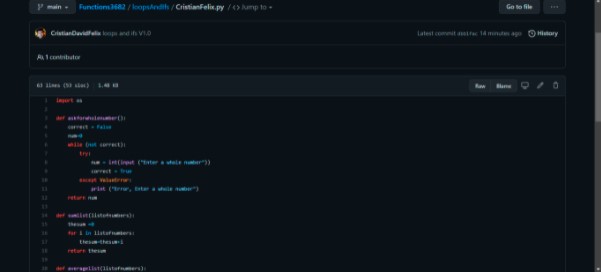 main
Functions3682 / loopsAndIfs / CristianFelix.py / <> Jump to
Go to file
...
CristianDavidFelix loops and ifs V1.0
Latest commit 14 minutes ago
History
1 contributor
63 lines (53 sloc) 1.48 KB
Raw Blame
1 import os
2
3 def askforwholenumber():
4 correct = False
5 num=0
6 while (not correct):
7 try:
8 num = int(input ("Enter a whole number"))
9 correct = True
10 except ValueError:
11 print ("Error, Enter a whole number")
12 return num
13
14 def sumlist(listofnumbers):
15 thesum =0
16 for i in listofnumbers:
17 thesum=thesum+i
18 return thesum
19
20 def averagelist(listofnumbers):